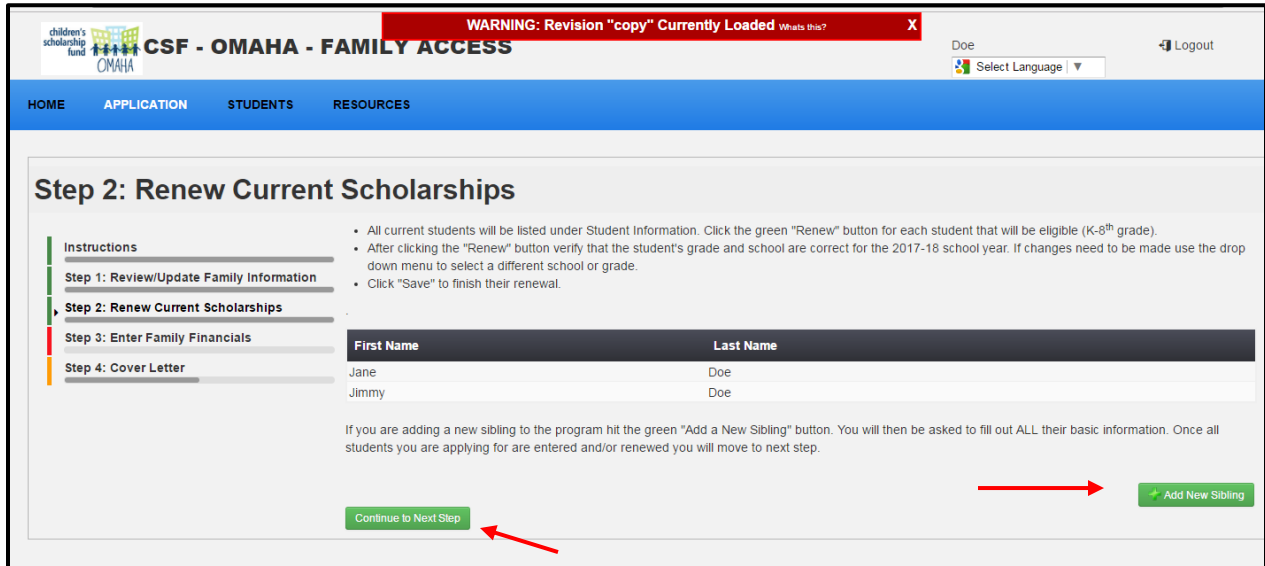 WARNING: Revision "copy" Currently Loaded Whats this? X
children's
scholarship
fund
OMAHA
CSF - OMAHA - FAMILY ACCESS
Doe
Logout
Select Language ▼
HOME APPLICATION STUDENTS RESOURCES
Step 2: Renew Current Scholarships
Instructions
Step 1: Review/Update Family Information
Step 2: Renew Current Scholarships
Step 3: Enter Family Financials
Step 4: Cover Letter
• All current students will be listed under Student Information. Click the green "Renew" button for each student that will be eligible (K-8th grade).
• After clicking the "Renew" button verify that the student's grade and school are correct for the 2017-18 school year. If changes need to be made use the drop
down menu to select a different school or grade.
• Click "Save" to finish their renewal.
.
First Name Last Name
Jane Doe
Jimmy Doe
If you are adding a new sibling to the program hit the green "Add a New Sibling" button. You will then be asked to fill out ALL their basic information. Once all
students you are applying for are entered and/or renewed you will move to next step.
Add New Sibling
Continue to Next Step